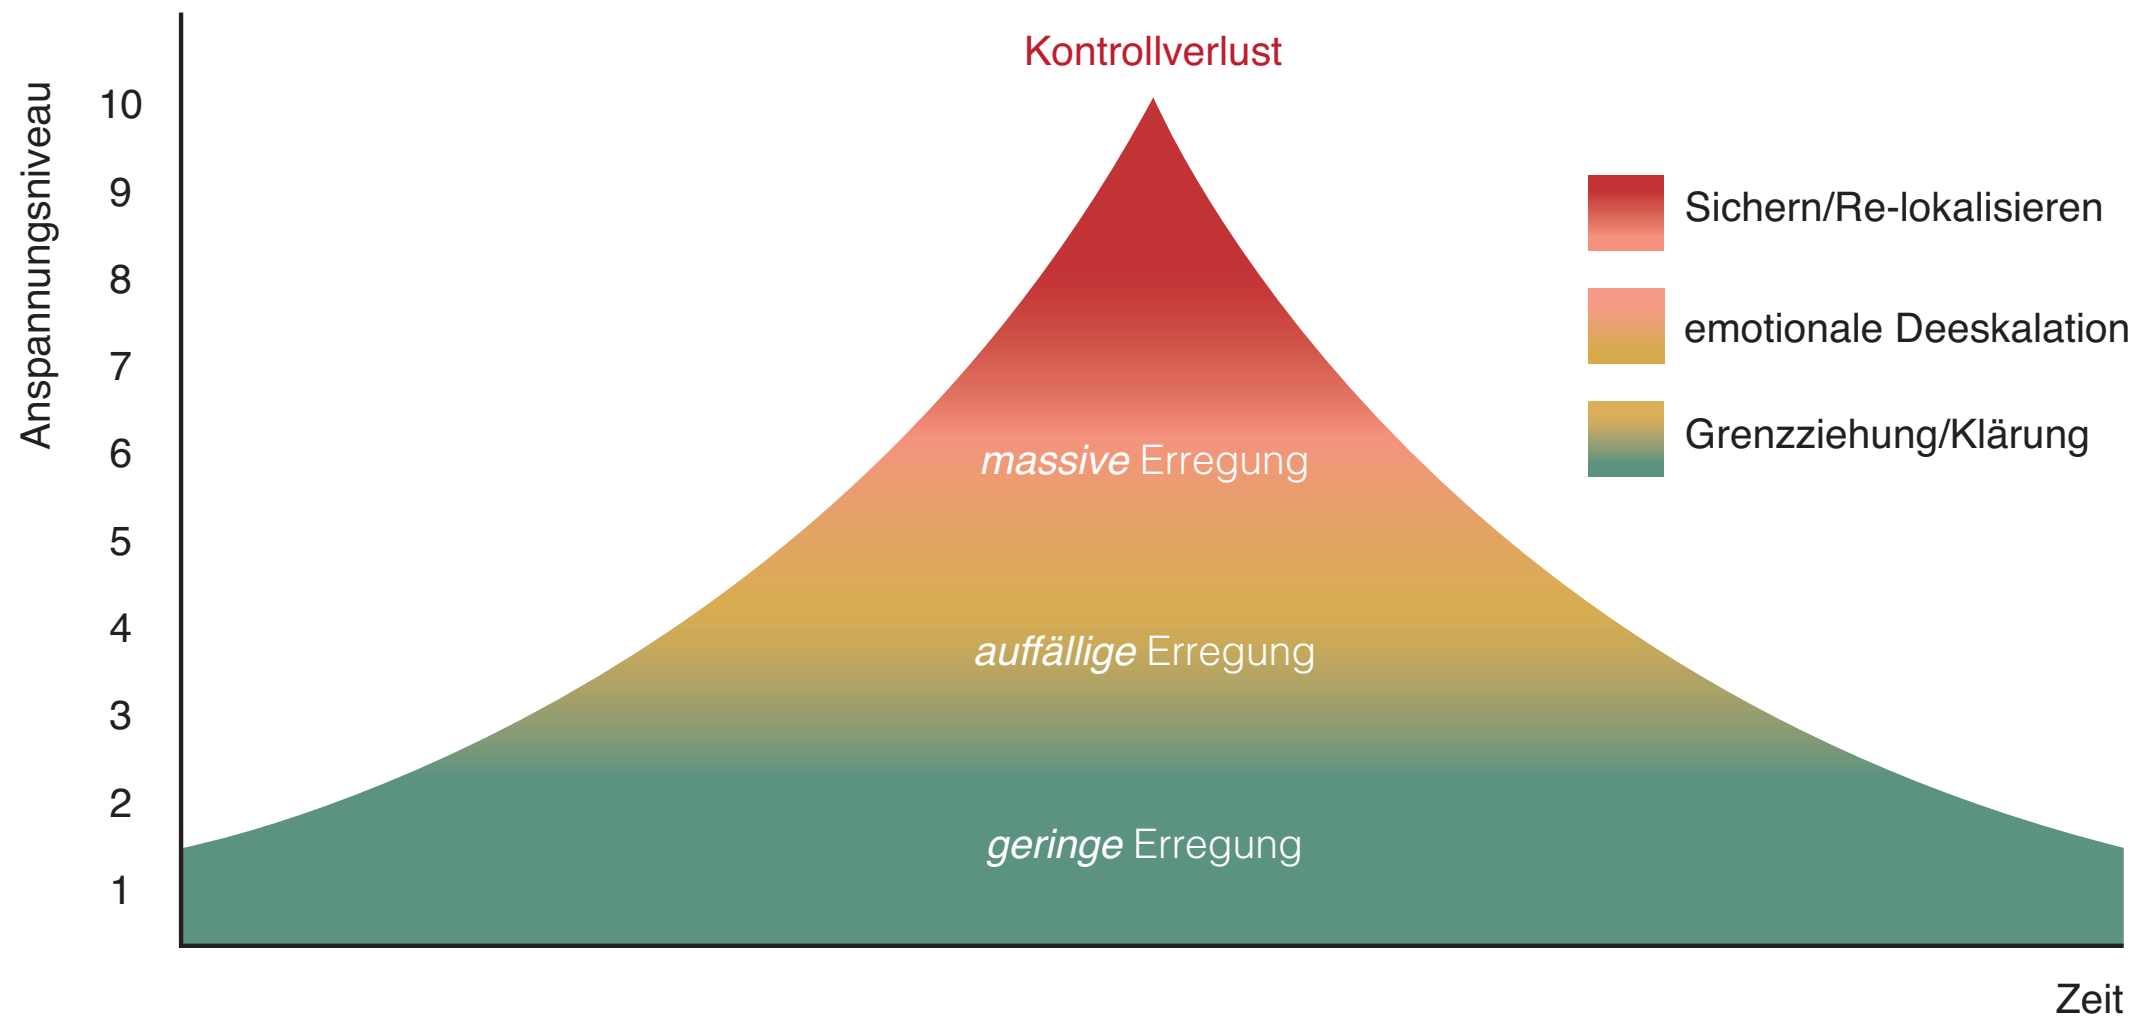 Kontrollverlust
Anspannungsniveau
10
9
8
7
6
5
4
3
2
1
massive Erregung
auffällige Erregung
geringe Erregung
Sichern/Re-lokalisieren
emotionale Deeskalation
Grenzziehung/Klärung
Zeit